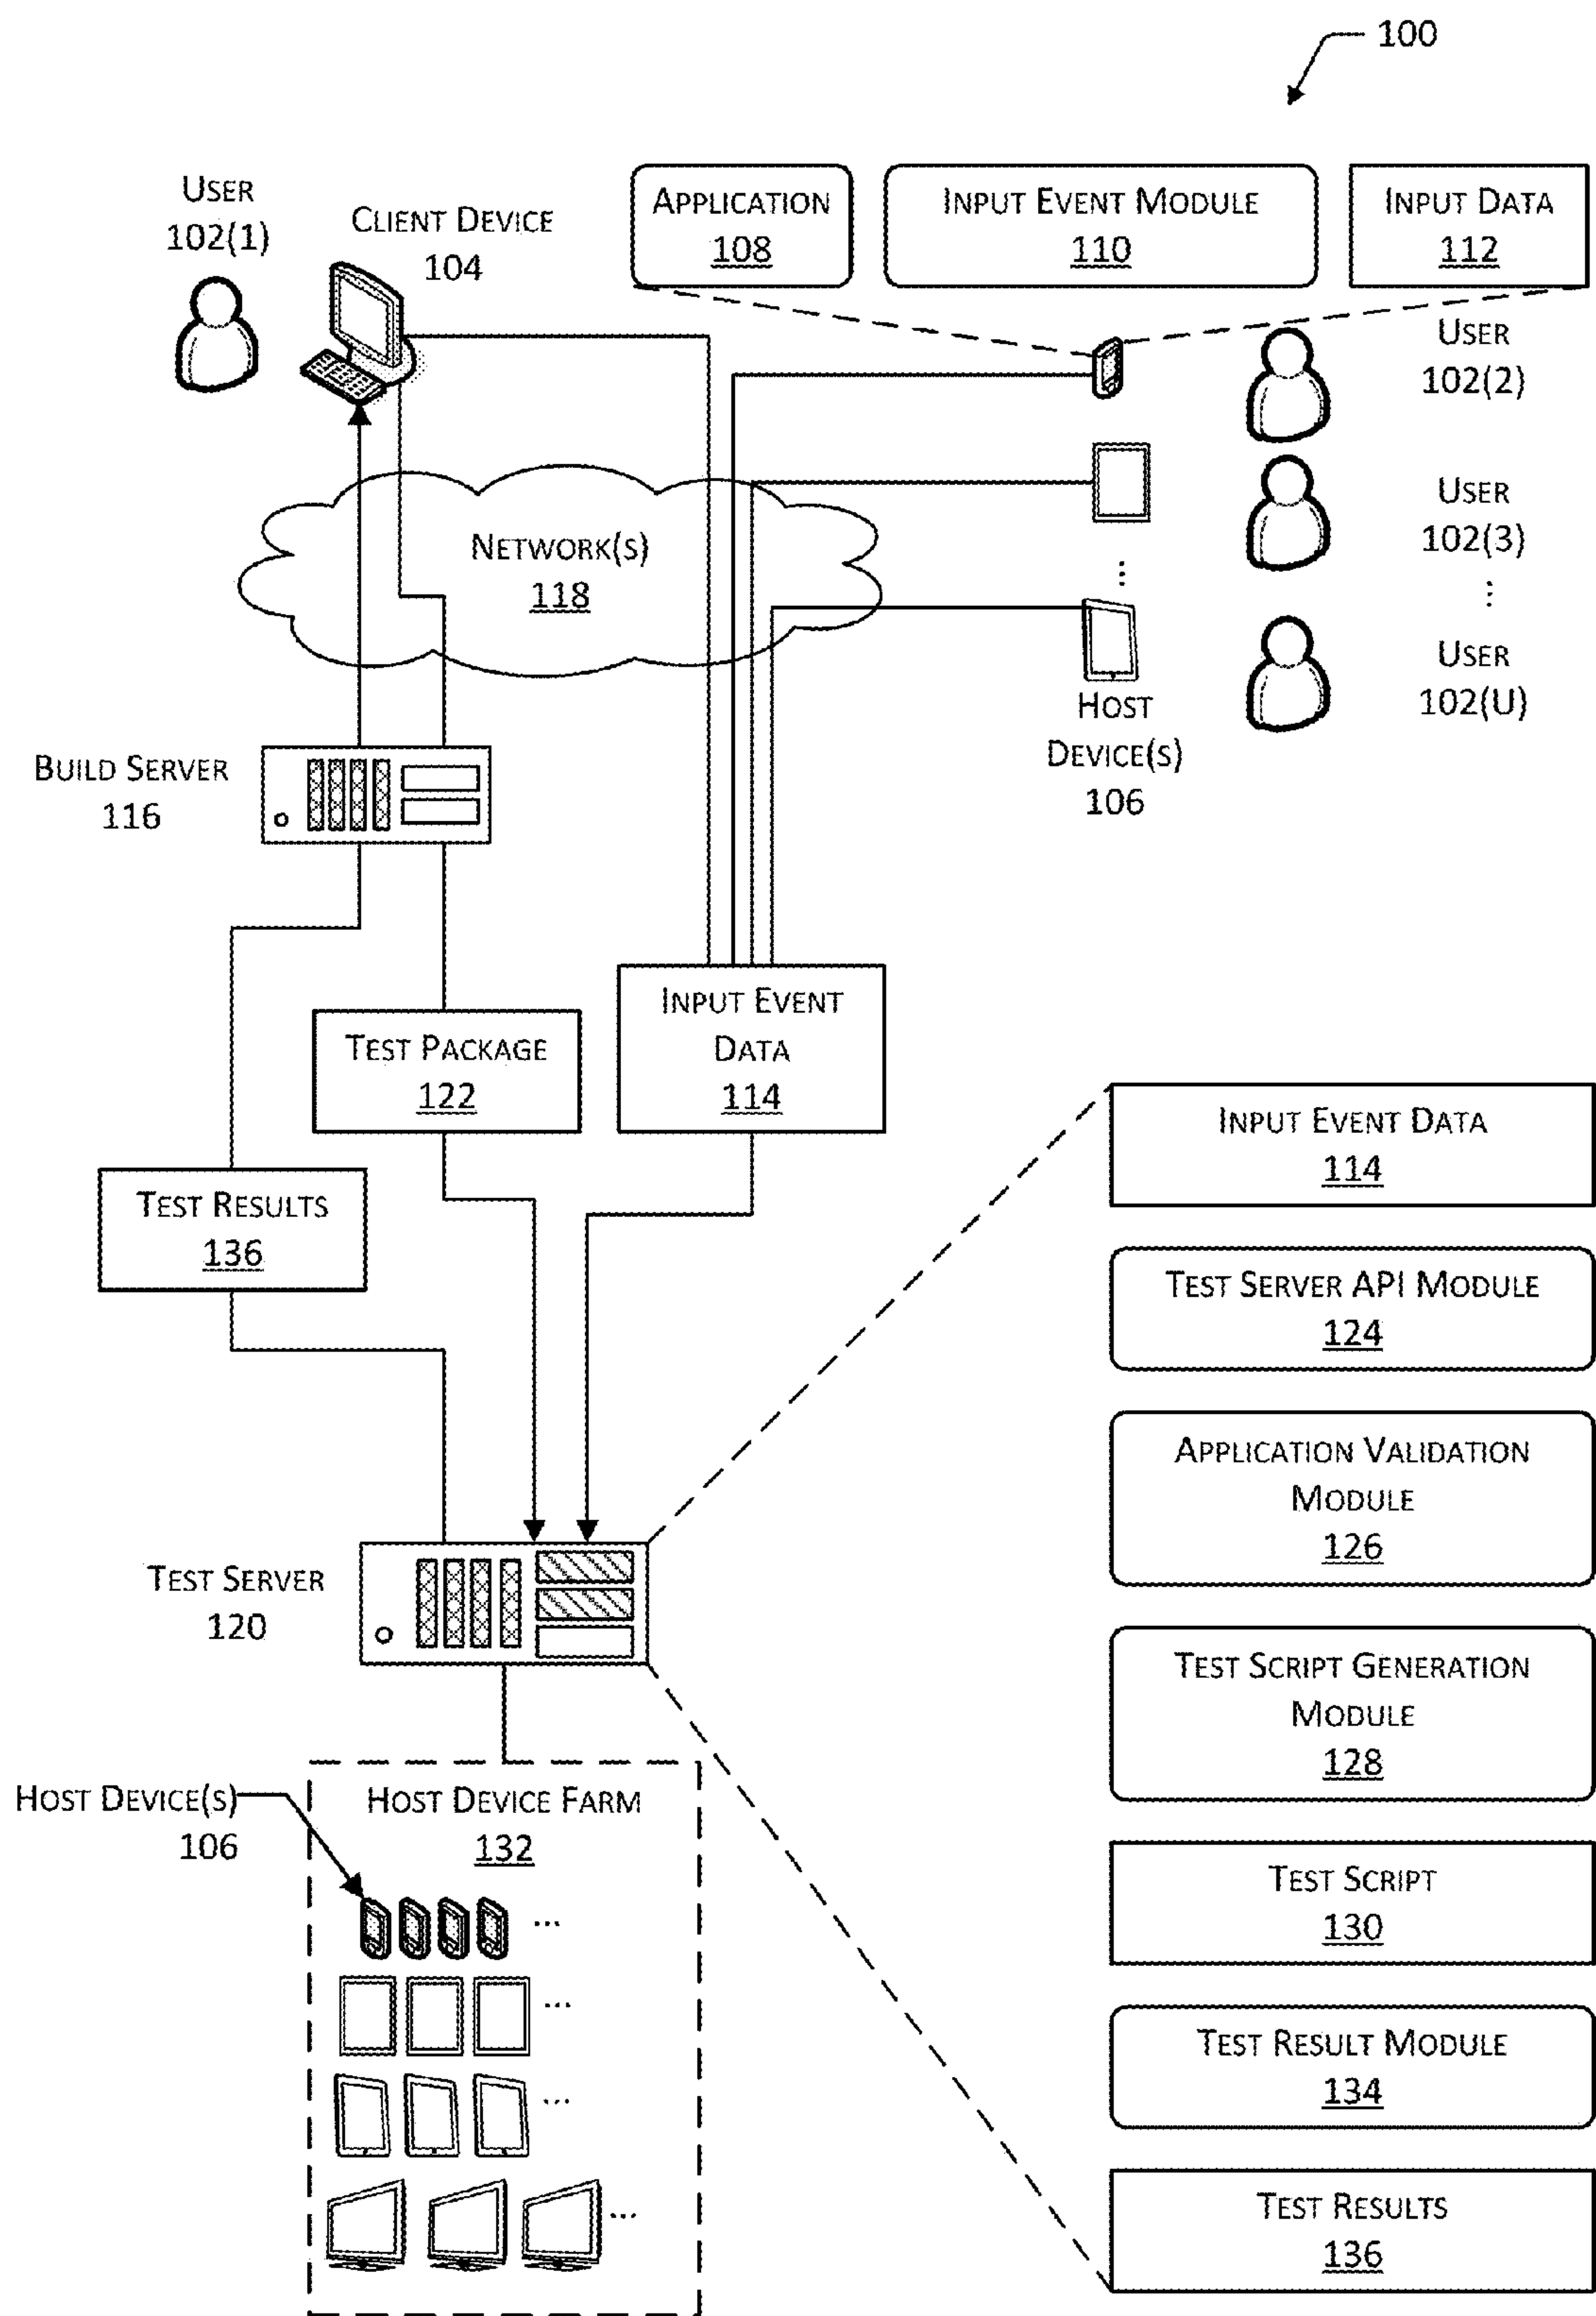 100
USER
102(1)
CLIENT DEVICE
104
APPLICATION
108
INPUT EVENT MODULE
110
INPUT DATA
112
USER
102(2)
USER
102(3)
⋮
USER
102(U)
⋮
HOST
DEVICE(S)
106
NETWORK(S)
118
BUILD SERVER
116
INPUT EVENT
DATA
114
TEST PACKAGE
122
TEST RESULTS
136
TEST SERVER
120
HOST DEVICE(S)
106
HOST DEVICE FARM
132
...
...
...
...
INPUT EVENT DATA
114
TEST SERVER API MODULE
124
APPLICATION VALIDATION
MODULE
126
TEST SCRIPT GENERATION
MODULE
128
TEST SCRIPT
130
TEST RESULT MODULE
134
TEST RESULTS
136